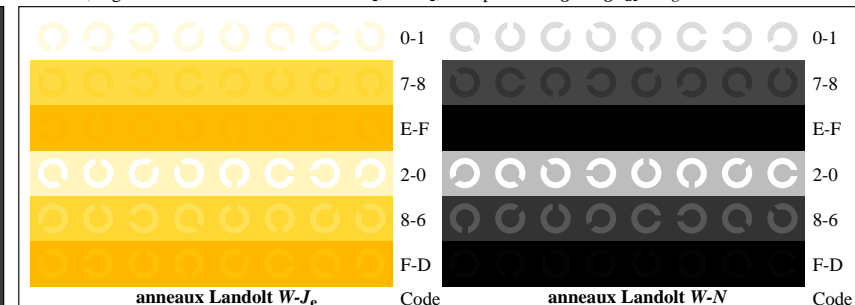 0-1 0-1
7-8 7-8
E-F E-F
2-0 2-0
8-6 8-6
F-D F-D
anneaux Landolt W-Je Code anneaux Landolt W-N Code